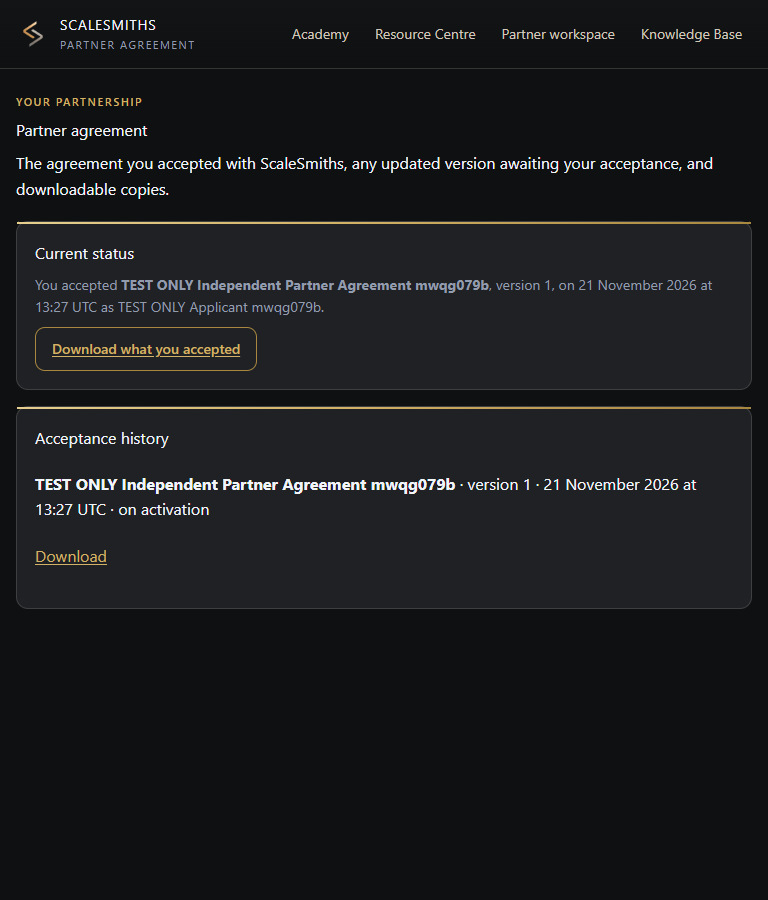 SCALESMITHS
PARTNER AGREEMENT
Academy
Resource Centre
Partner workspace
Knowledge Base
YOUR PARTNERSHIP
Partner agreement
The agreement you accepted with ScaleSmiths, any updated version awaiting your acceptance, and
downloadable copies.
Current status
You accepted TEST ONLY Independent Partner Agreement mwqg079b, version 1, on 21 November 2026 at
13:27 UTC as TEST ONLY Applicant mwqg079b.
Download what you accepted
Acceptance history
TEST ONLY Independent Partner Agreement mwqg079b · version 1 · 21 November 2026 at
13:27 UTC · on activation
Download